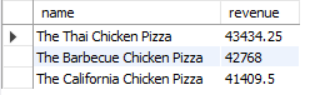 name revenue
The Thai Chicken Pizza 43434.25
The Barbecue Chicken Pizza 42768
The California Chicken Pizza 41409.5